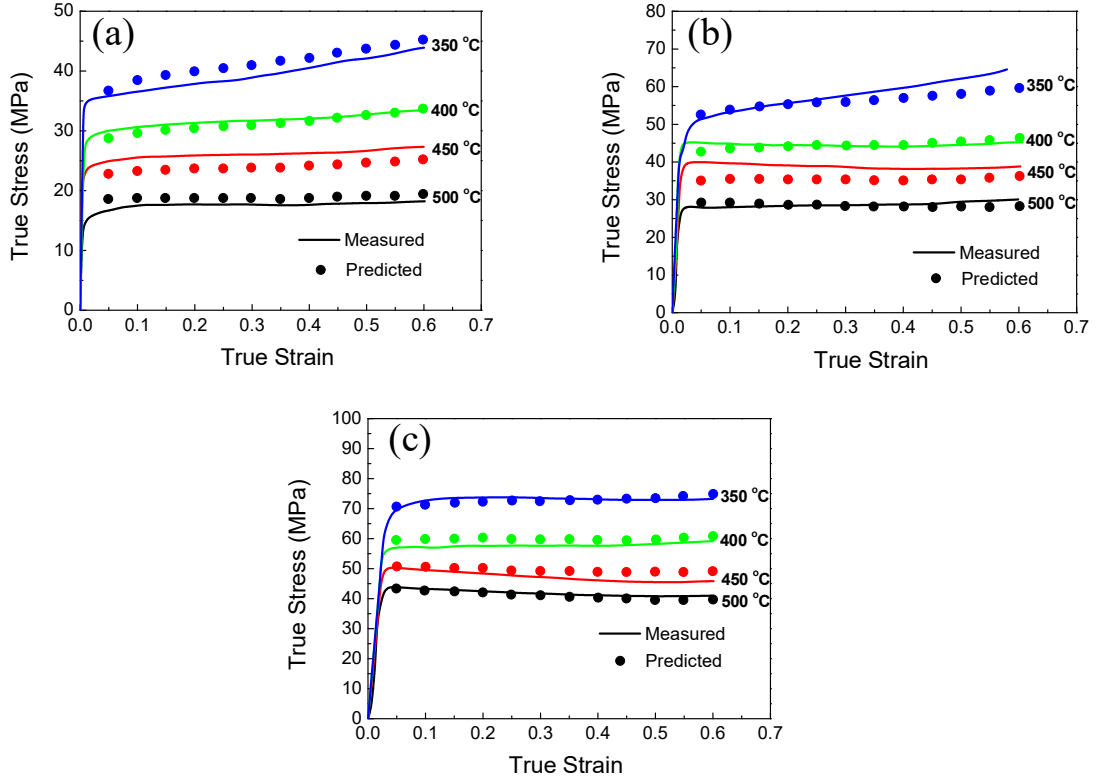 (a)
50
40
30
20
10
0
True Stress (MPa)
350 °C
400 °C
450 °C
500 °C
Measured
Predicted
0.0 0.1 0.2 0.3 0.4 0.5 0.6 0.7
True Strain
(b)
80
70
60
50
40
30
20
10
0
True Stress (MPa)
350 °C
400 °C
450 °C
500 °C
Measured
Predicted
0.0 0.1 0.2 0.3 0.4 0.5 0.6 0.7
True Strain
(c)
100
90
80
70
60
50
40
30
20
10
0
True Stress (MPa)
350 °C
400 °C
450 °C
500 °C
Measured
Predicted
0.0 0.1 0.2 0.3 0.4 0.5 0.6 0.7
True Strain